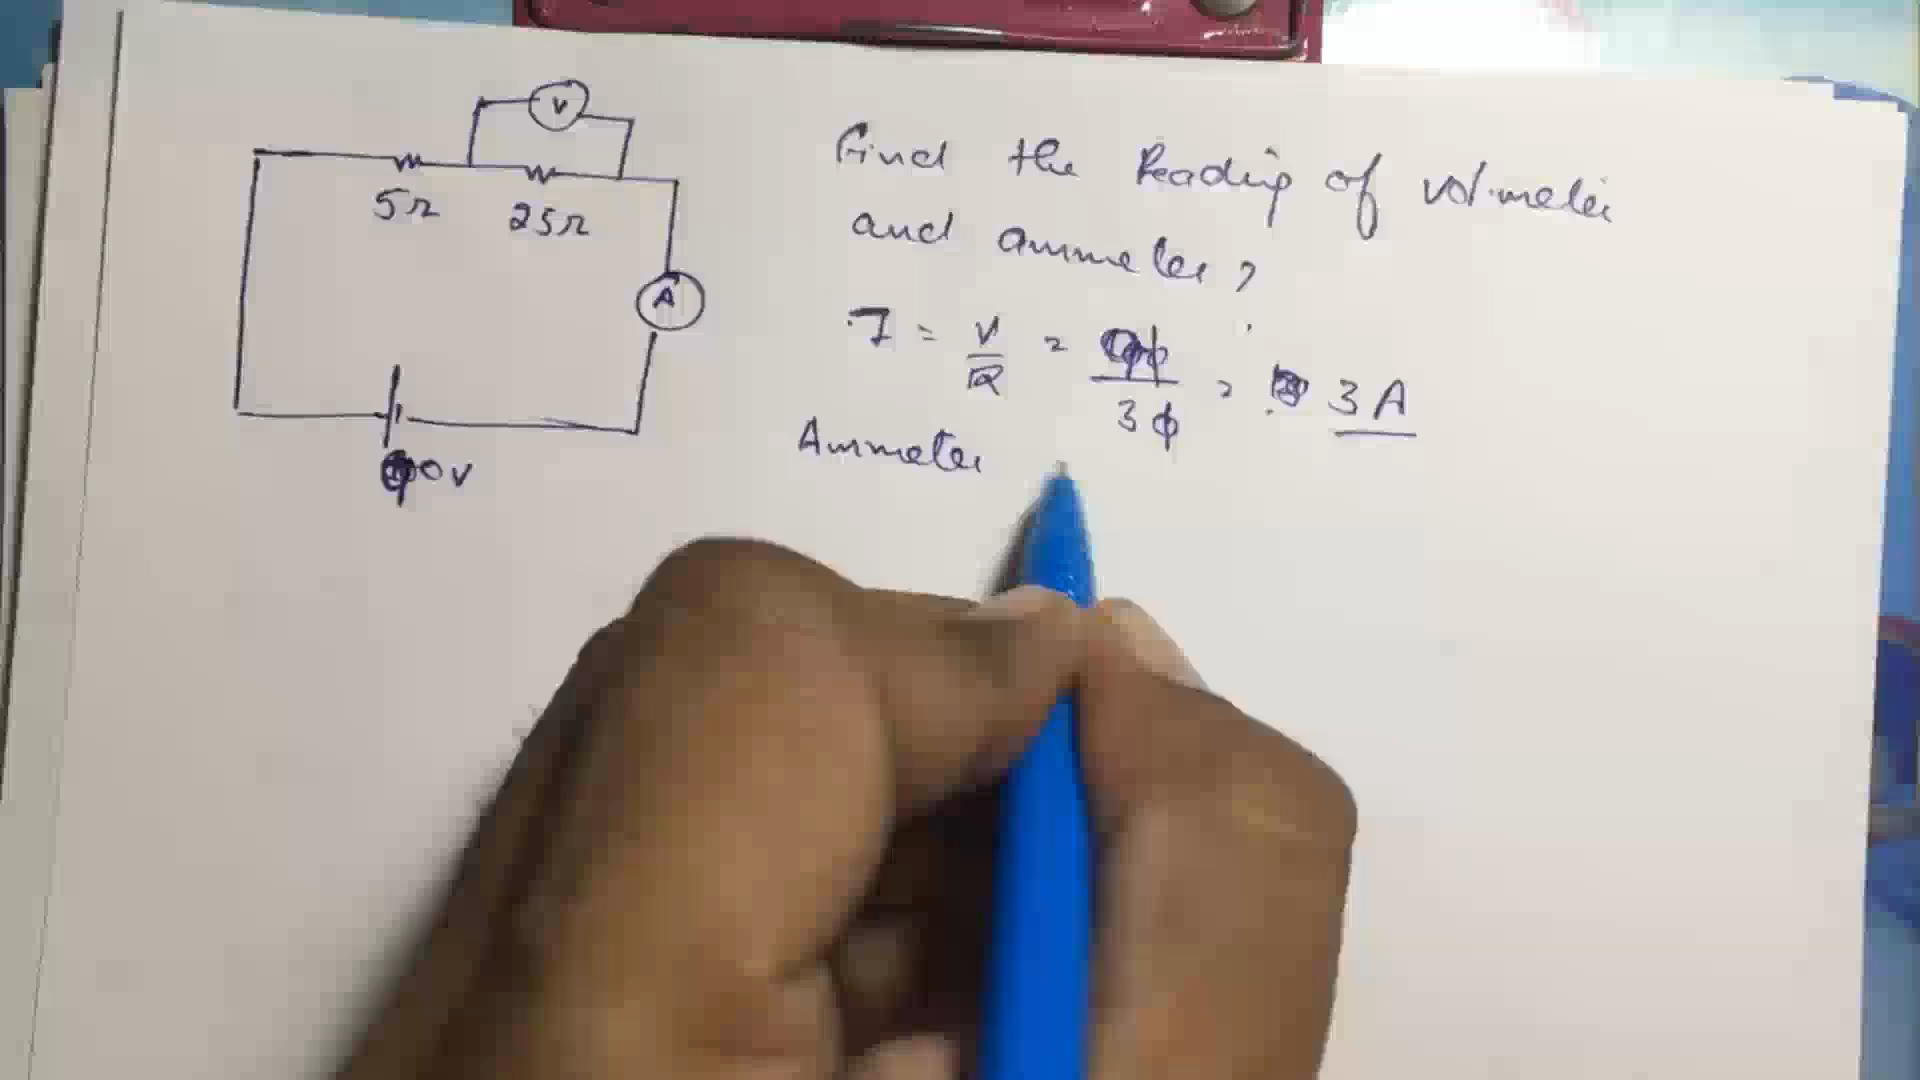 V
5Ω 25Ω
A
90V
Find the Reading of voltmeter
and ammeter?
I = V/R = 90/30 = 3A
Ammeter